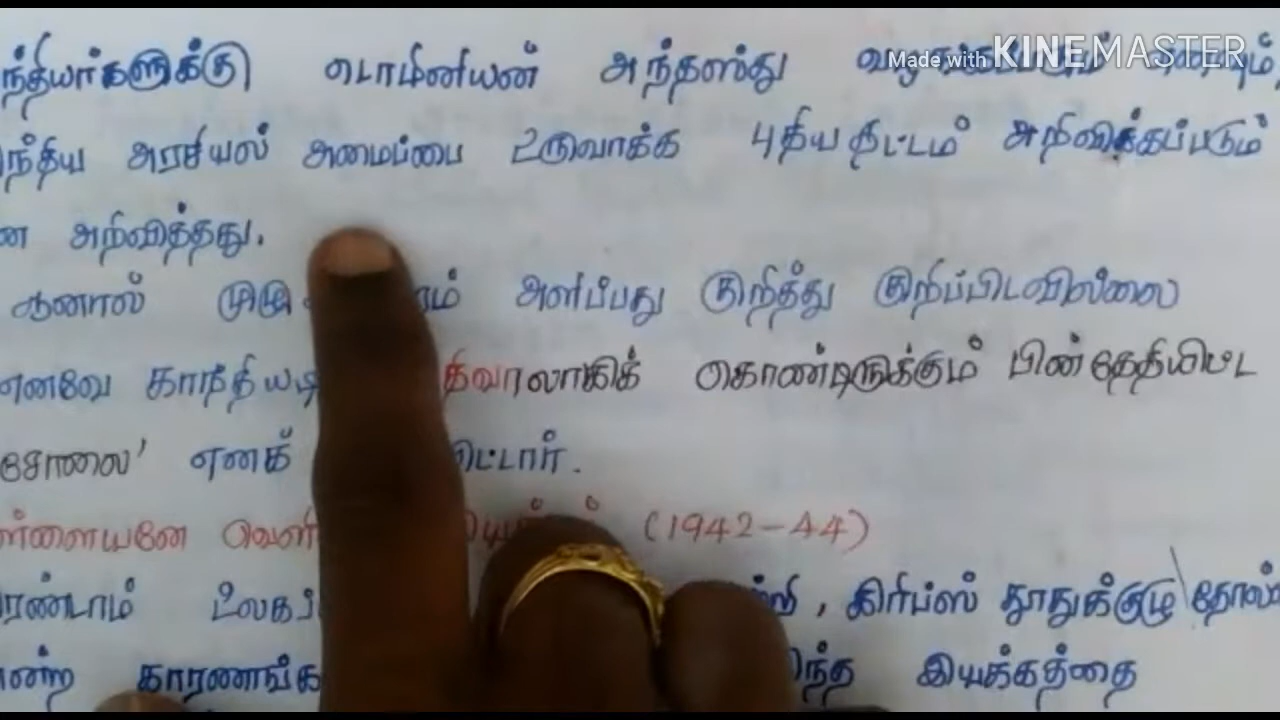 ந்தியர்களுக்கு டொமினியன் அந்தஸ்து
Made with KINEMASTER
ந்திய அரசியல் அமைப்பை உருவாக்க புதிய திட்டம் அறிவிக்கப்படும்
ன அறிவித்தது.
ஆனால் அளிப்பது குறித்து குறிப்பிடவில்லை
எனவே திவாலாகிக் கொண்டிருக்கும் பின்தேதியிட்ட
சோலை' எனக் ிட்டார்.
ள்ளையனே வெளி (1942-44)
ரண்டாம் உலகப் ற்றி, கிரிப்ஸ் தூதுக்குழு தோல்
ன்ற காரணங்க ிந்த இயக்கத்தை